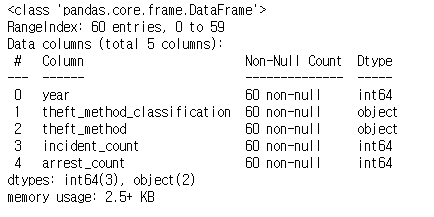 <class 'pandas.core.frame.DataFrame'>
RangeIndex: 60 entries, 0 to 59
Data columns (total 5 columns):
 #   Column                       Non-Null Count  Dtype
---  ------                       --------------  -----
 0   year                         60 non-null     int64
 1   theft_method_classification  60 non-null     object
 2   theft_method                 60 non-null     object
 3   incident_count               60 non-null     int64
 4   arrest_count                 60 non-null     int64
dtypes: int64(3), object(2)
memory usage: 2.5+ KB